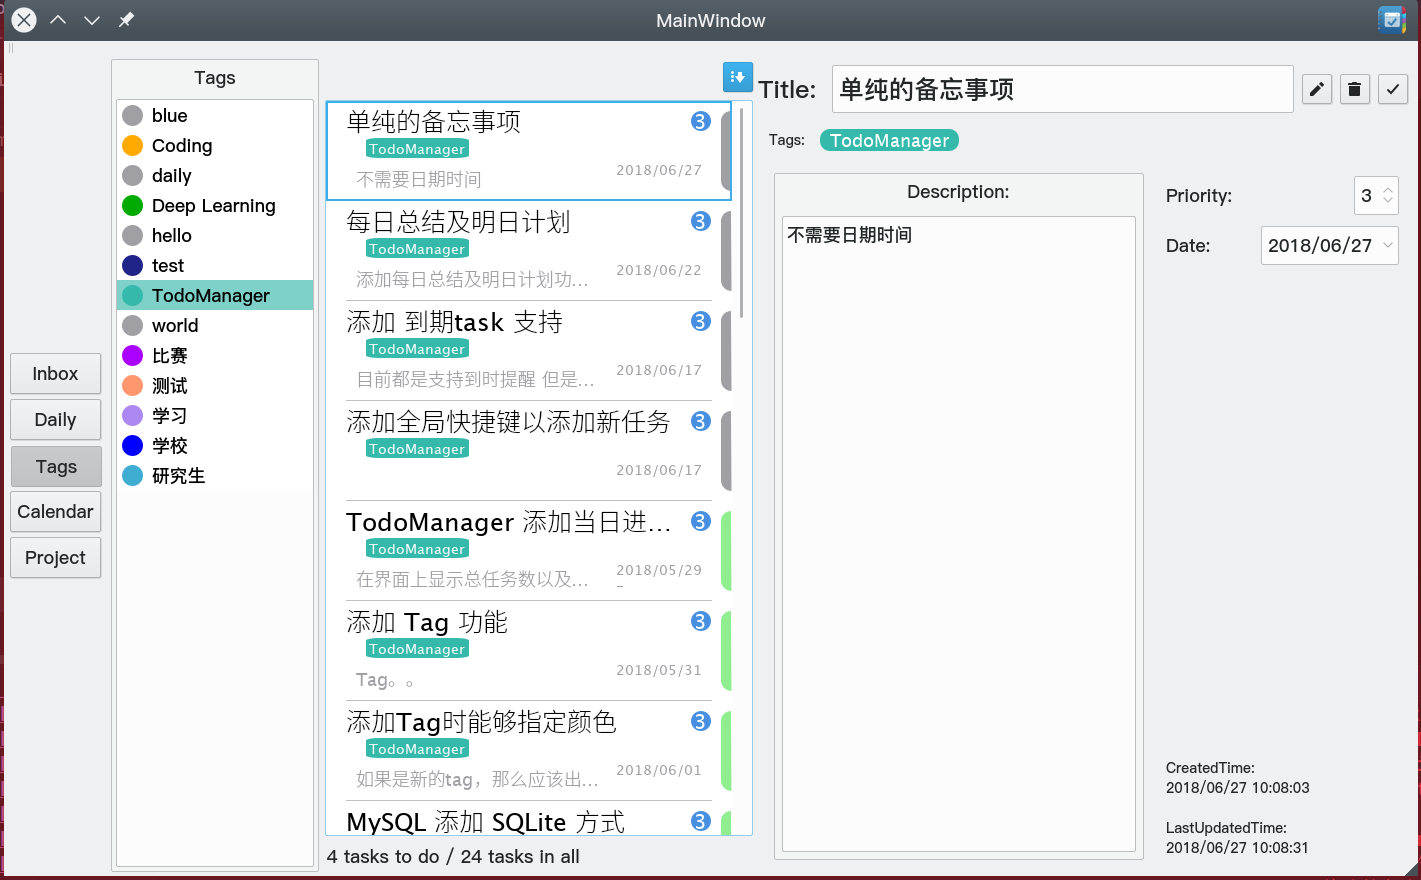 MainWindow
Tags
blue
Coding
daily
Deep Learning
hello
test
TodoManager
world
比赛
测试
学习
学校
研究生
Inbox
Daily
Tags
Calendar
Project
单纯的备忘事项 3
TodoManager
不需要日期时间 2018/06/27
每日总结及明日计划 3
TodoManager
添加每日总结及明日计划功... 2018/06/22
添加 到期task 支持 3
TodoManager
目前都是支持到时提醒 但是... 2018/06/17
添加全局快捷键以添加新任务 3
TodoManager
2018/06/17
TodoManager 添加当日进... 3
TodoManager
在界面上显示总任务数以及... 2018/05/29
–
添加 Tag 功能 3
TodoManager
Tag。。 2018/05/31
添加Tag时能够指定颜色 3
TodoManager
如果是新的tag，那么应该出... 2018/06/01
MySQL 添加 SQLite 方式 3
4 tasks to do / 24 tasks in all
Title: 单纯的备忘事项
Tags: TodoManager
Description:
不需要日期时间
Priority: 3
Date: 2018/06/27
CreatedTime:
2018/06/27 10:08:03
LastUpdatedTime:
2018/06/27 10:08:31